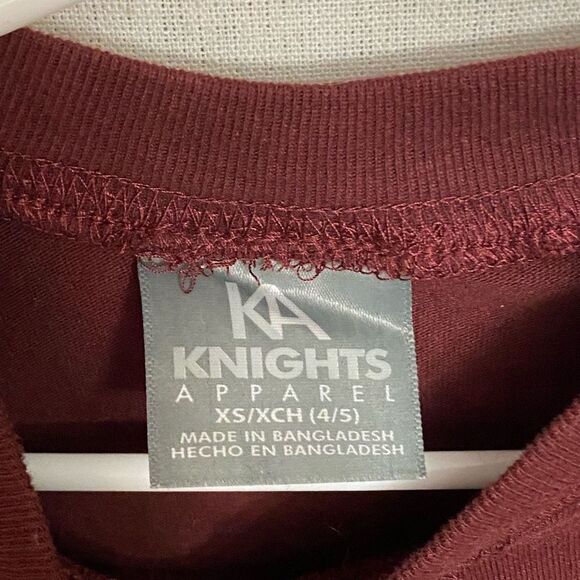 KA
KNIGHTS
APPAREL
XS/XCH (4/5)
MADE IN BANGLADESH
HECHO EN BANGLADESH